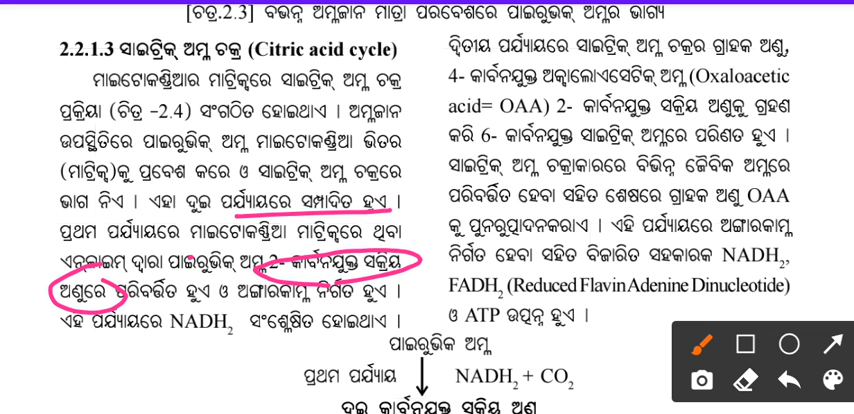 [ଚିତ୍ର.2.3] ବିଭିନ୍ନ ଅମ୍ଳଜାନ ମାତ୍ରା ପରିବେଶରେ ପାଇରୁଭିକ୍ ଅମ୍ଳର ଭାଗ୍ୟ
2.2.1.3 ସାଇଟ୍ରିକ୍ ଅମ୍ଳ ଚକ୍ର (Citric acid cycle)
ମାଇଟୋକଣ୍ଡ୍ରିଆର ମାଟ୍ରିକ୍ସରେ ସାଇଟ୍ରିକ୍ ଅମ୍ଳ ଚକ୍ର
ପ୍ରକ୍ରିୟା (ଚିତ୍ର -2.4) ସଂଗଠିତ ହୋଇଥାଏ । ଅମ୍ଳଜାନ
ଉପସ୍ଥିତିରେ ପାଇରୁଭିକ୍ ଅମ୍ଳ ମାଇଟୋକଣ୍ଡ୍ରିଆ ଭିତର
(ମାଟ୍ରିକ୍ସ)କୁ ପ୍ରବେଶ କରେ ଓ ସାଇଟ୍ରିକ୍ ଅମ୍ଳ ଚକ୍ରରେ
ଭାଗ ନିଏ । ଏହା ଦୁଇ ପର୍ଯ୍ୟାୟରେ ସମ୍ପାଦିତ ହୁଏ ।
ପ୍ରଥମ ପର୍ଯ୍ୟାୟରେ ମାଇଟୋକଣ୍ଡ୍ରିଆ ମାଟ୍ରିକ୍ସରେ ଥିବା
ଏନ୍‌ଜାଇମ୍ ଦ୍ୱାରା ପାଇରୁଭିକ୍ ଅମ୍ଳ 2- କାର୍ବନଯୁକ୍ତ ସକ୍ରିୟ
ଅଣୁରେ ପରିବର୍ତ୍ତିତ ହୁଏ ଓ ଅଙ୍ଗାରକାମ୍ଳ ନିର୍ଗତ ହୁଏ ।
ଏହି ପର୍ଯ୍ୟାୟରେ NADH₂ ସଂଶ୍ଳେଷିତ ହୋଇଥାଏ ।
ଦ୍ୱିତୀୟ ପର୍ଯ୍ୟାୟରେ ସାଇଟ୍ରିକ୍ ଅମ୍ଳ ଚକ୍ରର ଗ୍ରାହକ ଅଣୁ,
4- କାର୍ବନଯୁକ୍ତ ଅକ୍ସାଲୋଏସେଟିକ୍ ଅମ୍ଳ (Oxaloacetic
acid= OAA) 2- କାର୍ବନଯୁକ୍ତ ସକ୍ରିୟ ଅଣୁକୁ ଗ୍ରହଣ
କରି 6- କାର୍ବନଯୁକ୍ତ ସାଇଟ୍ରିକ୍ ଅମ୍ଳରେ ପରିଣତ ହୁଏ ।
ସାଇଟ୍ରିକ୍ ଅମ୍ଳ ଚକ୍ରାକାରରେ ବିଭିନ୍ନ ଜୈବିକ ଅମ୍ଳରେ
ପରିବର୍ତ୍ତିତ ହେବା ସହିତ ଶେଷରେ ଗ୍ରାହକ ଅଣୁ OAA
କୁ ପୁନରୁତ୍ପାଦନକରାଏ । ଏହି ପର୍ଯ୍ୟାୟରେ ଅଙ୍ଗାରକାମ୍ଳ
ନିର୍ଗତ ହେବା ସହିତ ବିଜାରିତ ସହକାରକ NADH₂,
FADH₂ (Reduced Flavin Adenine Dinucleotide)
ଓ ATP ଉତ୍ପନ୍ନ ହୁଏ ।
ପାଇରୁଭିକ ଅମ୍ଳ
ପ୍ରଥମ ପର୍ଯ୍ୟାୟ NADH₂ + CO₂
ଦୁଇ କାର୍ବନଯୁକ୍ତ ସକ୍ରିୟ ଅଣୁ